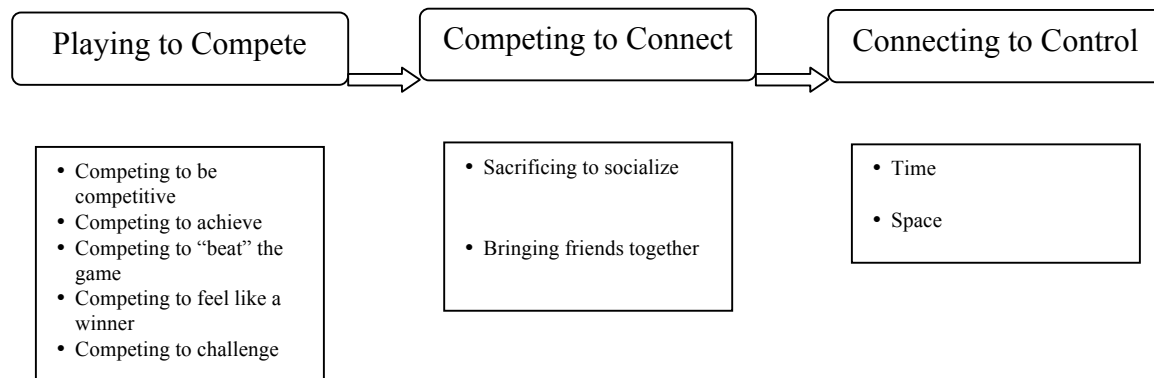 Playing to Compete
Competing to Connect
Connecting to Control
• Competing to be
competitive
• Competing to achieve
• Competing to “beat” the
game
• Competing to feel like a
winner
• Competing to challenge
• Sacrificing to socialize
• Bringing friends together
• Time
• Space